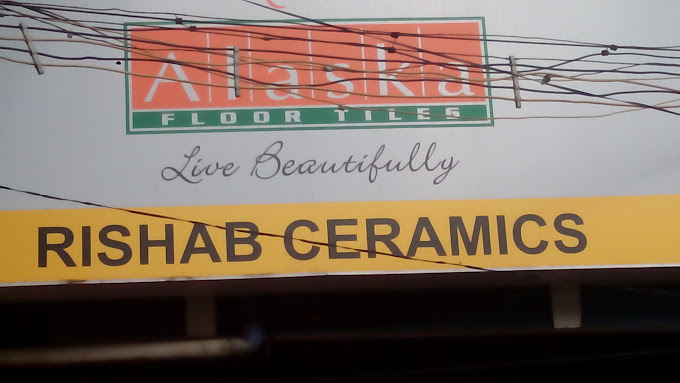 Alaska
FLOOR TILES
Live Beautifully
RISHAB CERAMICS